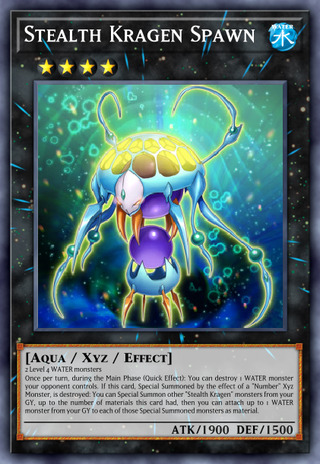 Stealth Kragen Spawn
WATER
水
[Aqua / Xyz / Effect]
2 Level 4 WATER monsters
Once per turn, during the Main Phase (Quick Effect): You can destroy 1 WATER monster
your opponent controls. If this card, Special Summoned by the effect of a "Number" Xyz
Monster, is destroyed: You can Special Summon other "Stealth Kragen" monsters from your
GY, up to the number of materials this card had, then you can attach up to 1 WATER
monster from your GY to each of those Special Summoned monsters as material.
ATK/1900 DEF/1500